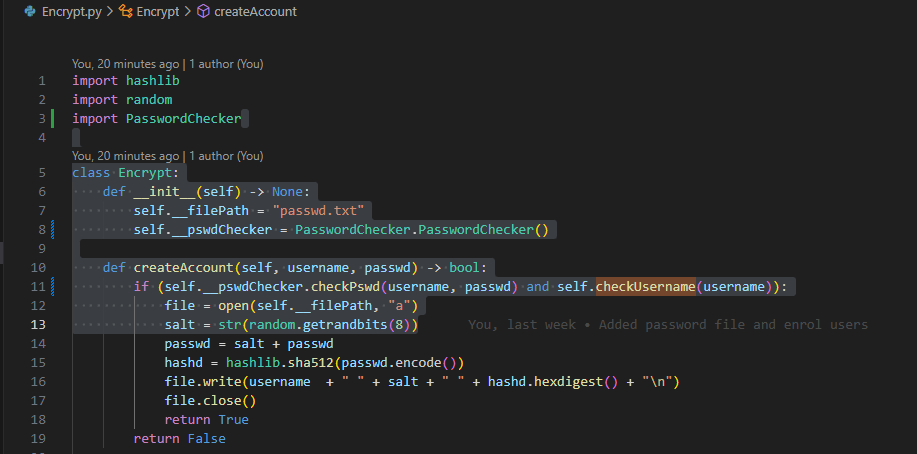 Encrypt.py > Encrypt > createAccount
You, 20 minutes ago | 1 author (You)
1 import hashlib
2 import random
3 import PasswordChecker
4
You, 20 minutes ago | 1 author (You)
5 class Encrypt:
6 def __init__(self) -> None:
7 self.__filePath = "passwd.txt"
8 self.__pswdChecker = PasswordChecker.PasswordChecker()
9
10 def createAccount(self, username, passwd) -> bool:
11 if (self.__pswdChecker.checkPswd(username, passwd) and self.checkUsername(username)):
12 file = open(self.__filePath, "a")
13 salt = str(random.getrandbits(8)) You, last week • Added password file and enrol users
14 passwd = salt + passwd
15 hashd = hashlib.sha512(passwd.encode())
16 file.write(username + " " + salt + " " + hashd.hexdigest() + "\n")
17 file.close()
18 return True
19 return False